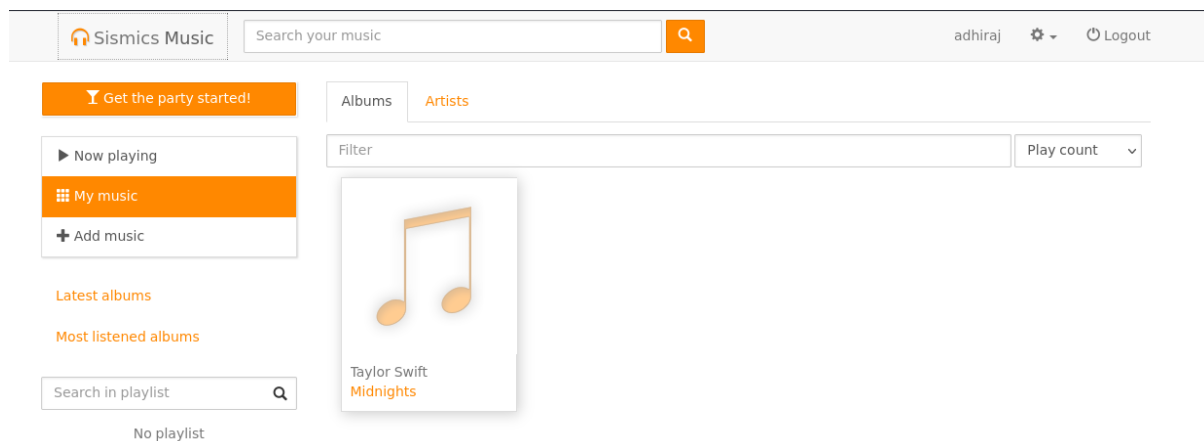 Sismics Music
Search your music
adhiraj
Logout
Get the party started!
Now playing
My music
Add music
Latest albums
Most listened albums
Search in playlist
No playlist
Albums Artists
Filter
Play count
Taylor Swift
Midnights